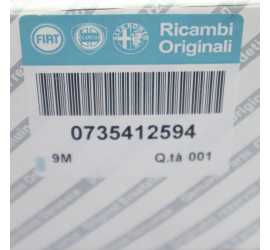 FIAT
LANCIA
ALFA ROMEO
Ricambi
Originali
0735412594
9M
Q.tà 001